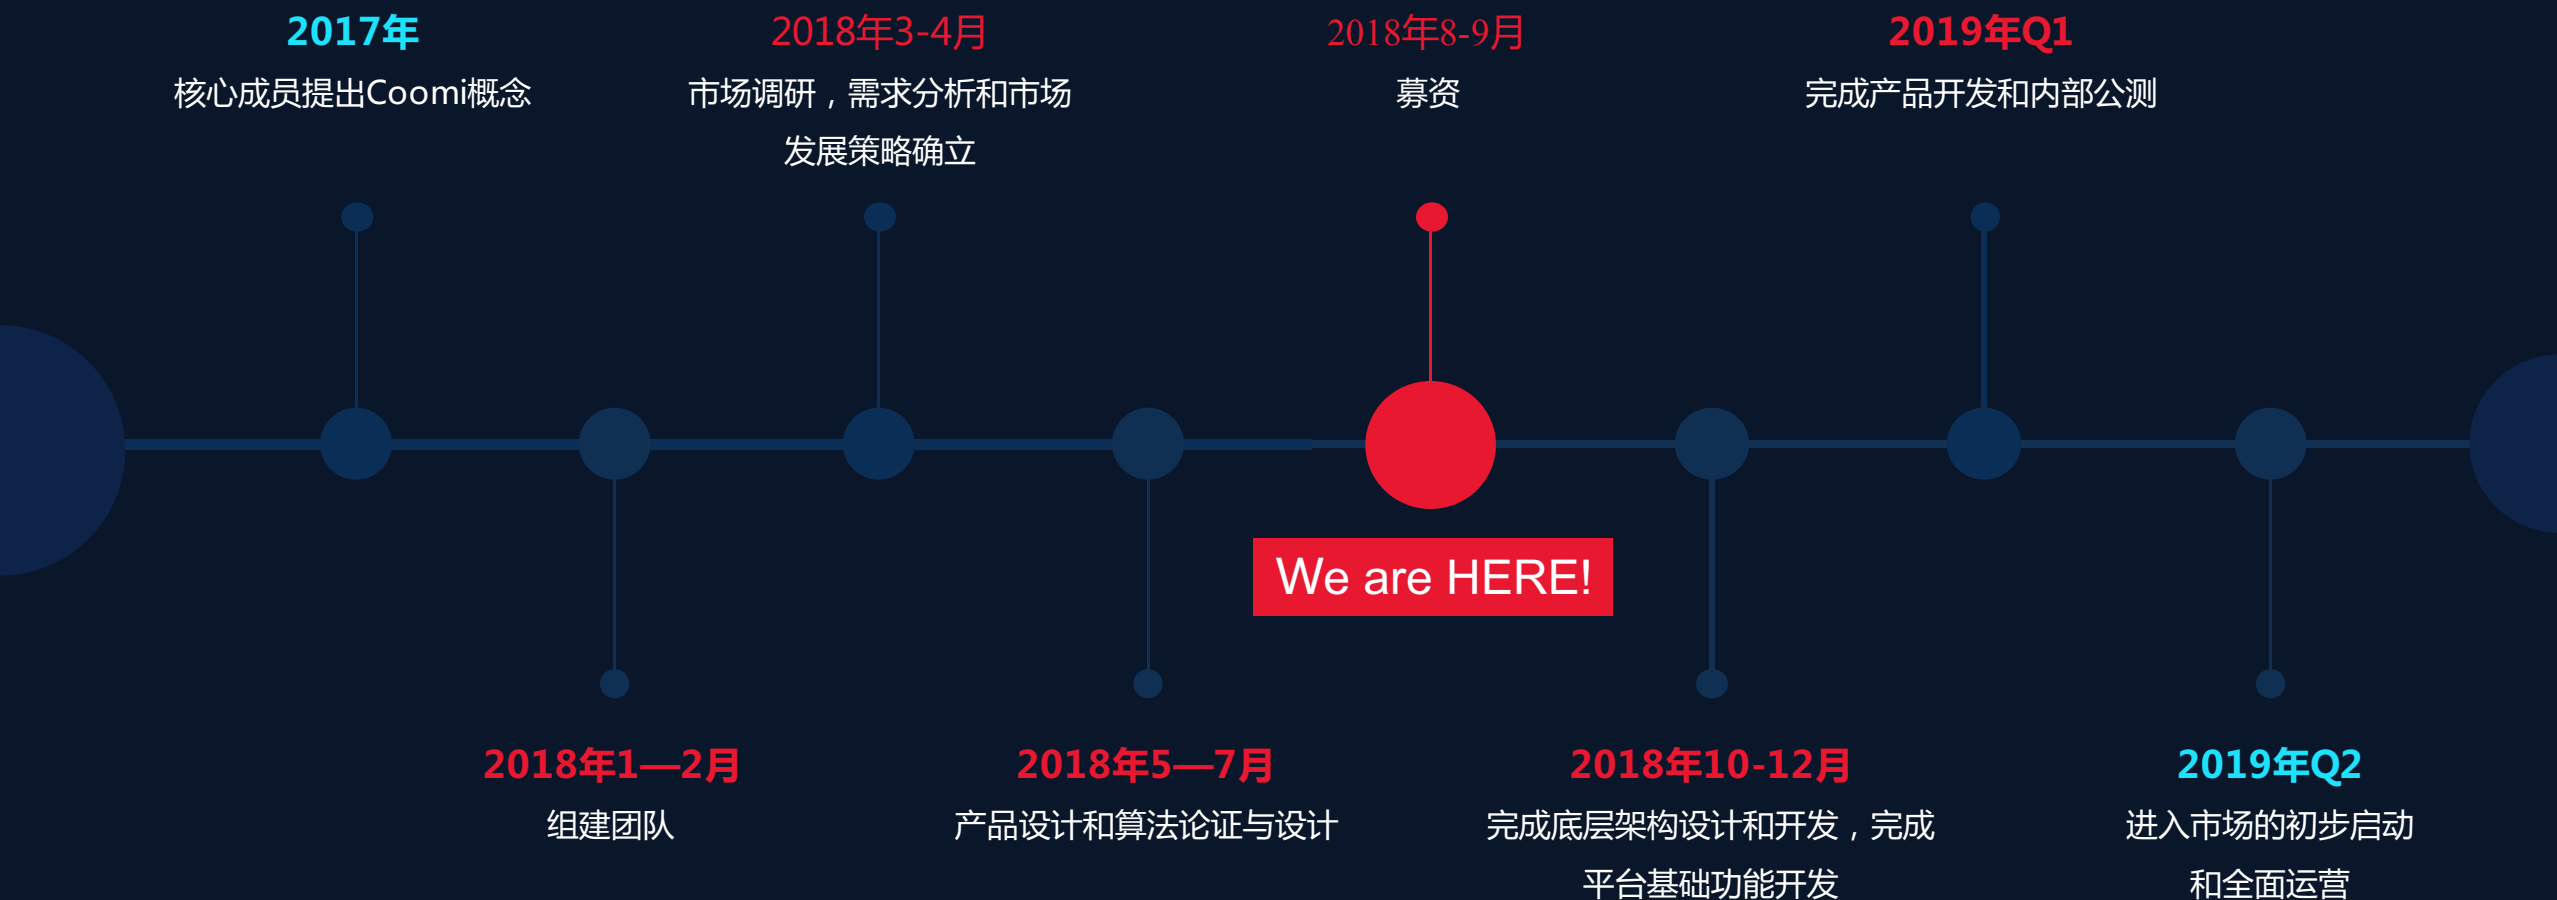 2017年
核心成员提出Coomi概念
2018年3-4月
市场调研，需求分析和市场
发展策略确立
2018年8-9月
募资
2019年Q1
完成产品开发和内部公测
We are HERE!
2018年1—2月
组建团队
2018年5—7月
产品设计和算法论证与设计
2018年10-12月
完成底层架构设计和开发，完成
平台基础功能开发
2019年Q2
进入市场的初步启动
和全面运营